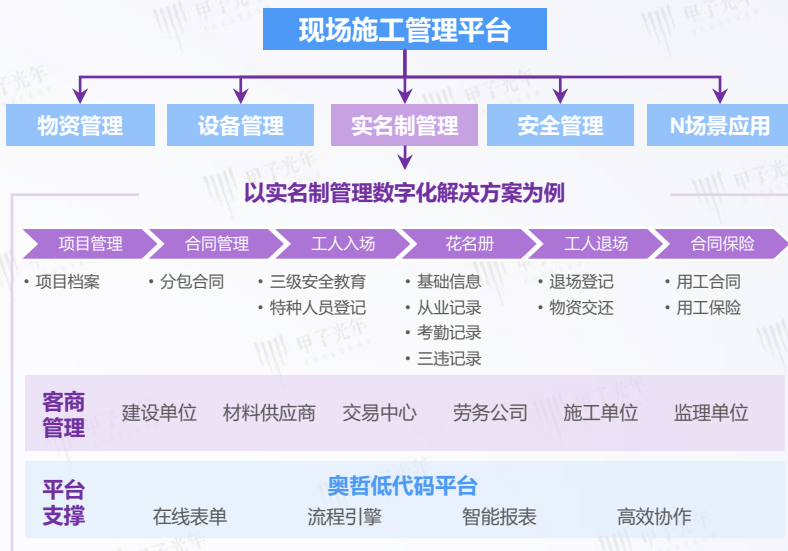 现场施工管理平台
物资管理 设备管理 实名制管理 安全管理 N场景应用
以实名制管理数字化解决方案为例
项目管理 合同管理 工人入场 花名册 工人退场 合同保险
• 项目档案 • 分包合同 • 三级安全教育 • 基础信息 • 退场登记 • 用工合同
• 特种人员登记 • 从业记录 • 物资交还 • 用工保险
• 考勤记录
• 三违记录
客商管理
建设单位 材料供应商 交易中心 劳务公司 施工单位 监理单位
平台支撑
奥哲低代码平台
在线表单 流程引擎 智能报表 高效协作
甲子光年